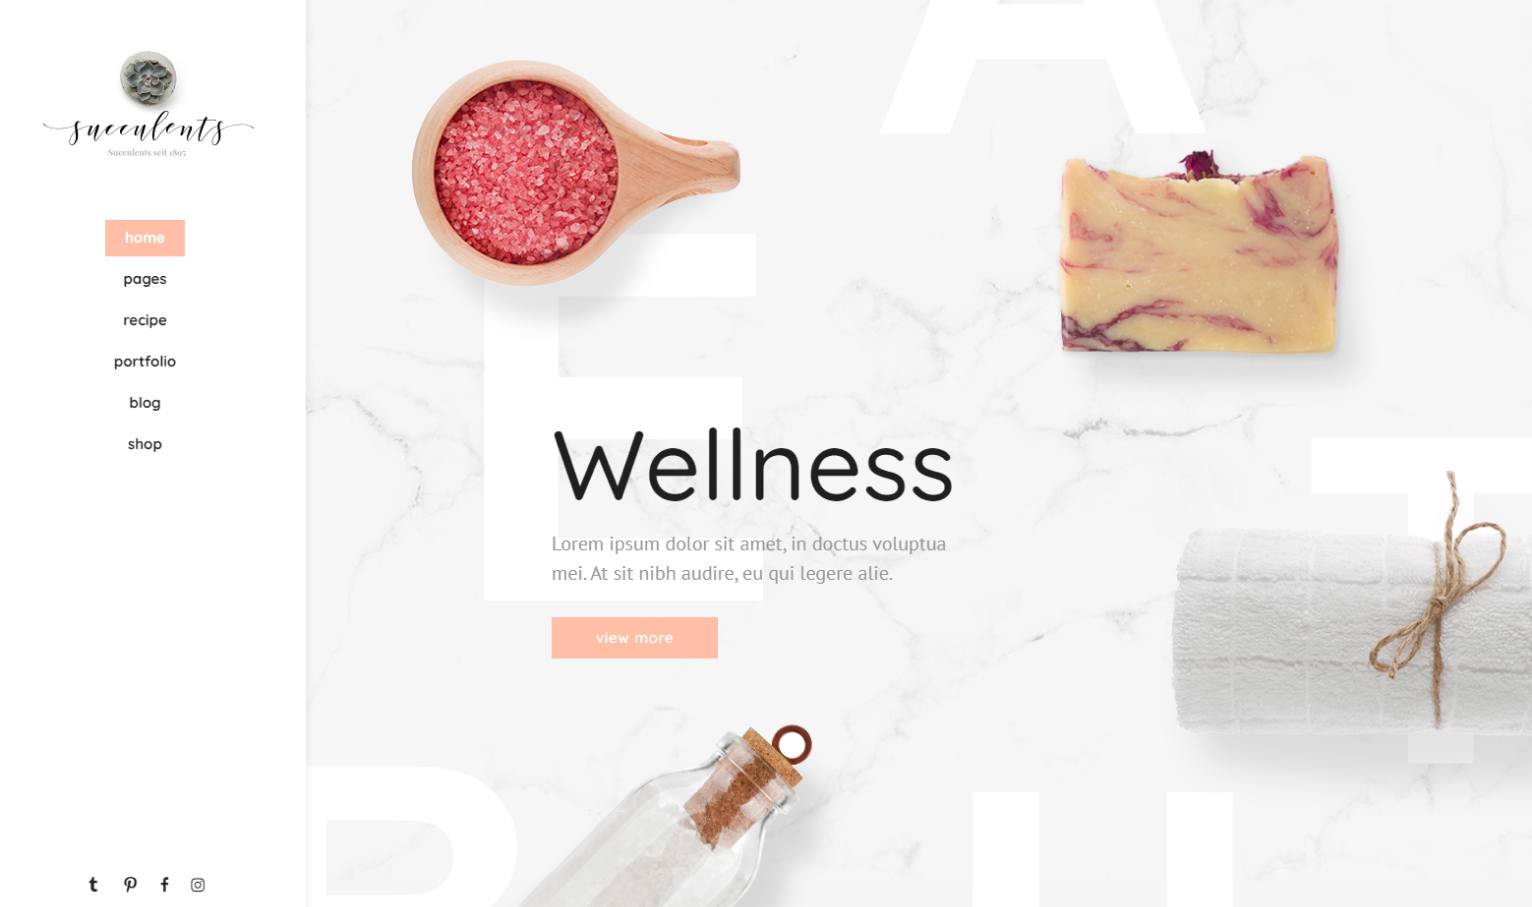 succulents
Succulents seit 1895
home
pages
recipe
portfolio
blog
shop
A
E
Wellness
Lorem ipsum dolor sit amet, in doctus voluptua
mei. At sit nibh audire, eu qui legere alie.
view more
T